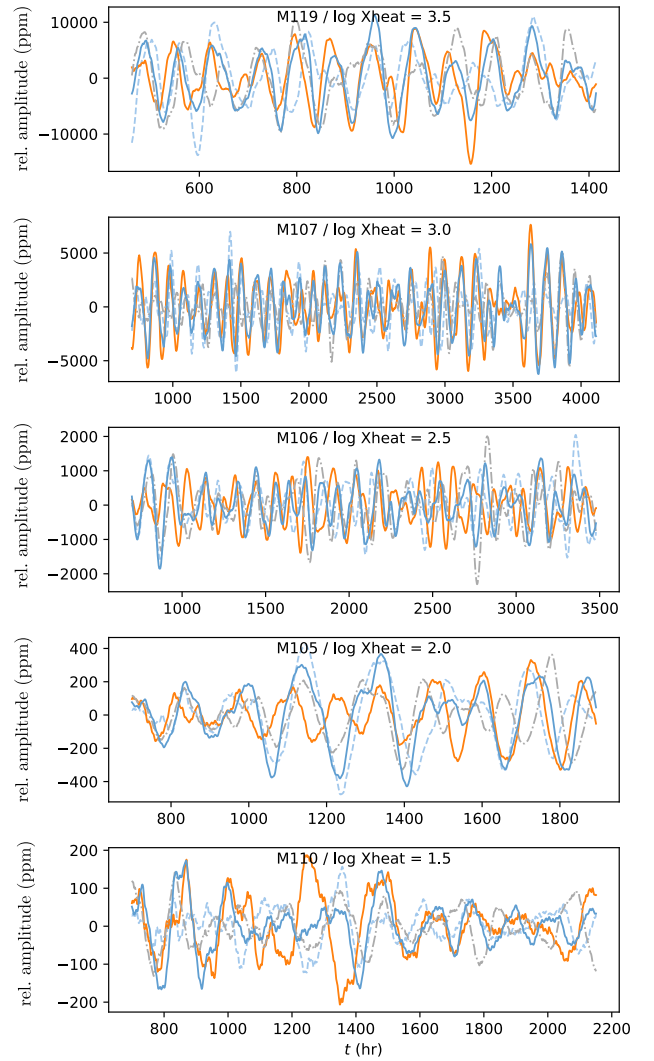 M119 / log Xheat = 3.5
rel. amplitude (ppm)
10000
0
−10000
600 800 1000 1200 1400
M107 / log Xheat = 3.0
rel. amplitude (ppm)
5000
0
−5000
1000 1500 2000 2500 3000 3500 4000
M106 / log Xheat = 2.5
rel. amplitude (ppm)
2000
1000
0
−1000
−2000
1000 1500 2000 2500 3000 3500
M105 / log Xheat = 2.0
rel. amplitude (ppm)
400
200
0
−200
−400
800 1000 1200 1400 1600 1800
M110 / log Xheat = 1.5
rel. amplitude (ppm)
200
100
0
−100
−200
800 1000 1200 1400 1600 1800 2000 2200
t (hr)